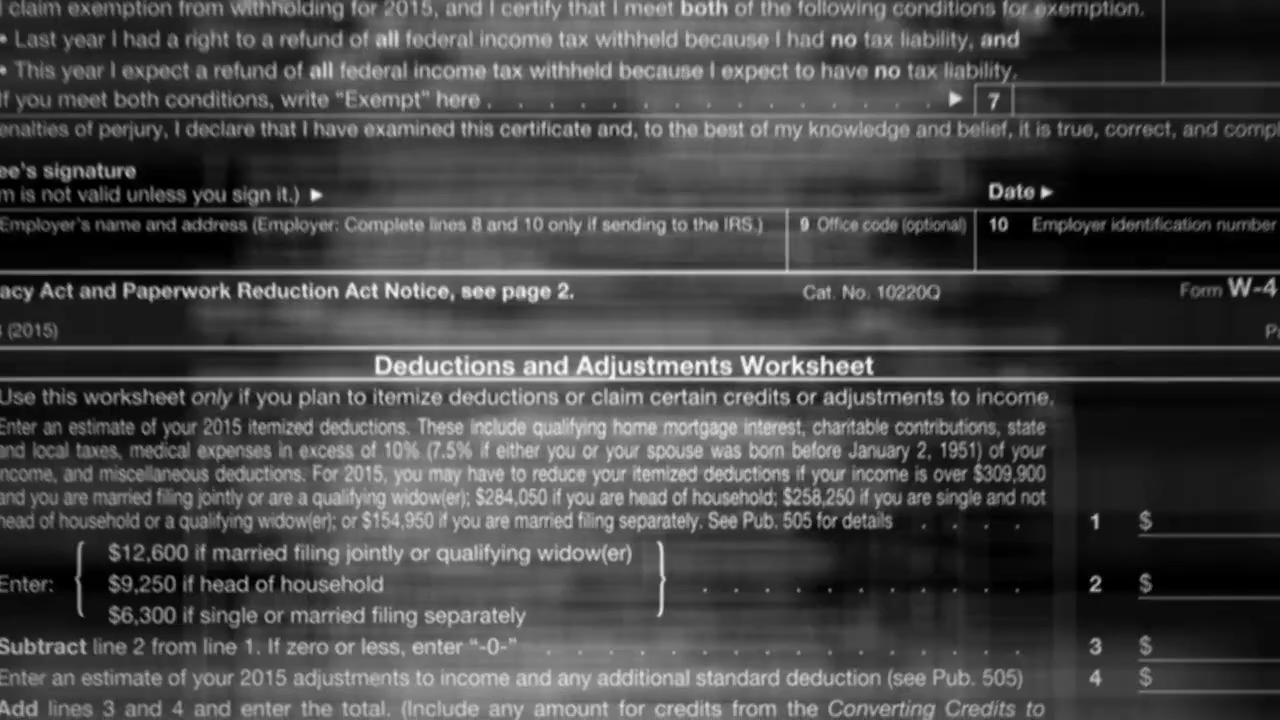 I claim exemption from withholding for 2015, and I certify that I meet both of the following conditions for exemption.
• Last year I had a right to a refund of all federal income tax withheld because I had no tax liability, and
• This year I expect a refund of all federal income tax withheld because I expect to have no tax liability.
If you meet both conditions, write “Exempt” here . . . . . . . . . . . . . . . ▶ 7
enalties of perjury, I declare that I have examined this certificate and, to the best of my knowledge and belief, it is true, correct, and compl
ee’s signature
m is not valid unless you sign it.) ▶ Date ▶
Employer’s name and address (Employer: Complete lines 8 and 10 only if sending to the IRS.) 9 Office code (optional) 10 Employer identification number
acy Act and Paperwork Reduction Act Notice, see page 2. Cat. No. 10220Q Form W-4
(2015) Pa
Deductions and Adjustments Worksheet
Use this worksheet only if you plan to itemize deductions or claim certain credits or adjustments to income.
Enter an estimate of your 2015 itemized deductions. These include qualifying home mortgage interest, charitable contributions, state
and local taxes, medical expenses in excess of 10% (7.5% if either you or your spouse was born before January 2, 1951) of your
income, and miscellaneous deductions. For 2015, you may have to reduce your itemized deductions if your income is over $309,900
and you are married filing jointly or are a qualifying widow(er); $284,050 if you are head of household; $258,250 if you are single and not
head of household or a qualifying widow(er); or $154,950 if you are married filing separately. See Pub. 505 for details . . . . 1 $
$12,600 if married filing jointly or qualifying widow(er)
Enter: $9,250 if head of household . . . . . . . . . . . 2 $
$6,300 if single or married filing separately
Subtract line 2 from line 1. If zero or less, enter “-0-” . . . . . . . . . . . . . . . . 3 $
Enter an estimate of your 2015 adjustments to income and any additional standard deduction (see Pub. 505) 4 $
Add lines 3 and 4 and enter the total. (Include any amount for credits from the Converting Credits to